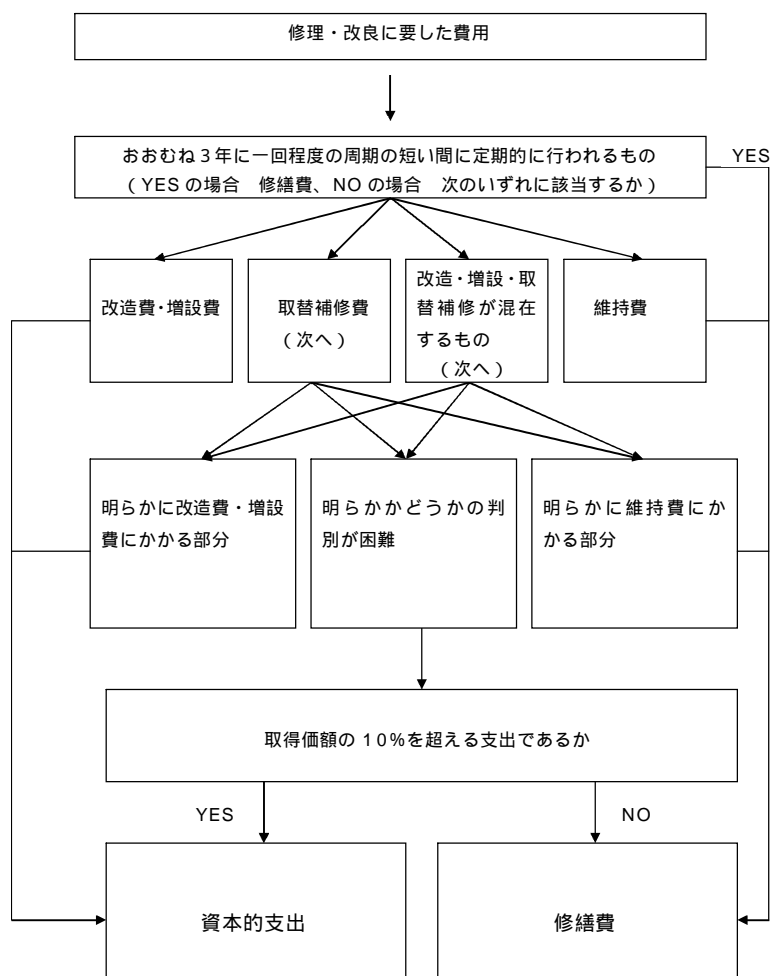 修理・改良に要した費用
おおむね3年に一回程度の周期の短い間に定期的に行われるもの
(YESの場合　修繕費、NOの場合　次のいずれに該当するか)
YES
改造費・増設費
取替補修費
(次へ)
改造・増設・取
替補修が混在
するもの
(次へ)
維持費
明らかに改造費・増設
費にかかる部分
明らかかどうかの判
別が困難
明らかに維持費にか
かる部分
取得価額の10%を超える支出であるか
YES
NO
資本的支出
修繕費